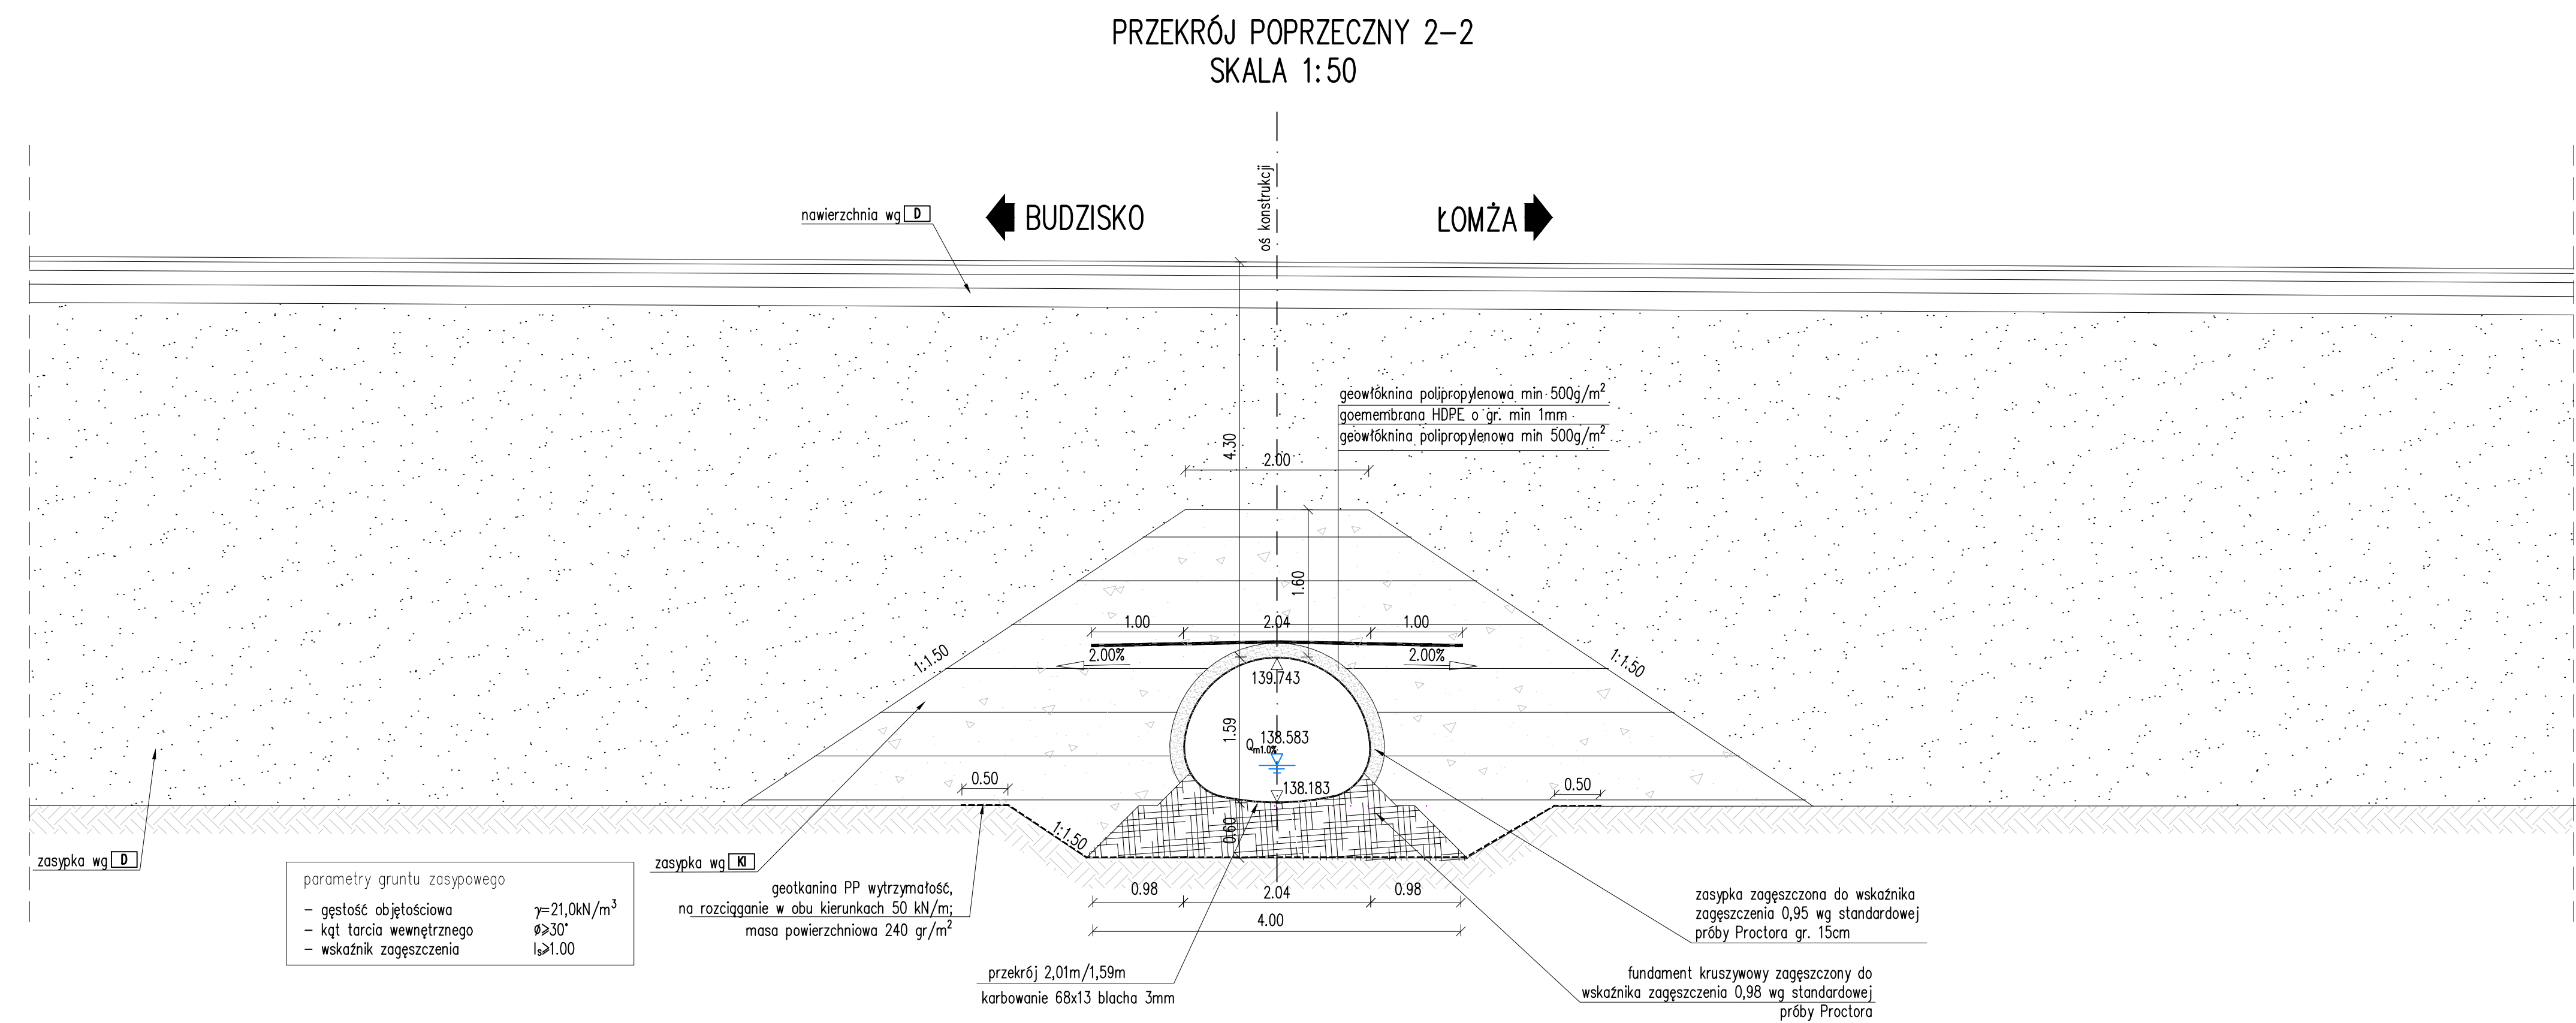 PRZEKRÓJ POPRZECZNY 2-2
SKALA 1:50
oś konstrukcji
nawierzchnia wg D
BUDZISKO
ŁOMŻA
geowłóknina polipropylenowa min 500g/m²
goemembrana HDPE o gr. min 1mm
geowłóknina polipropylenowa min 500g/m²
4.30
2.00
1.60
1.00
2.04
1.00
2.00%
2.00%
1:1.50
1:1.50
139.743
1.59
138.583
Qm1.0%
138.183
0.50
0.50
1:1.50
0.60
zasypka wg D
zasypka wg KI
parametry gruntu zasypowego
- gęstość objętościowa γ=21,0kN/m³
- kąt tarcia wewnętrznego Ø⩾30°
- wskaźnik zagęszczenia Is⩾1.00
geotkanina PP wytrzymałość,
na rozciąganie w obu kierunkach 50 kN/m;
masa powierzchniowa 240 gr/m²
0.98
2.04
0.98
4.00
przekrój 2,01m/1,59m
karbowanie 68x13 blacha 3mm
zasypka zagęszczona do wskaźnika
zagęszczenia 0,95 wg standardowej
próby Proctora gr. 15cm
fundament kruszywowy zagęszczony do
wskaźnika zagęszczenia 0,98 wg standardowej
próby Proctora